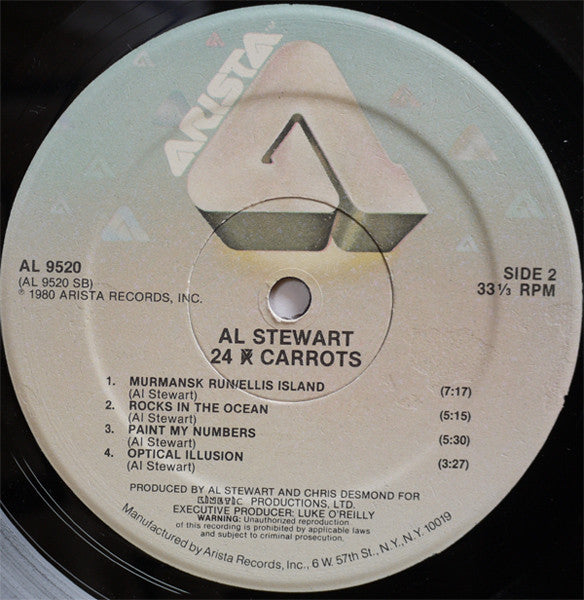 ARISTA
AL 9520
(AL 9520 SB)
℗ 1980 ARISTA RECORDS, INC.
SIDE 2
33 1/3 RPM
AL STEWART
24 CARROTS
1. MURMANSK RUN/ELLIS ISLAND (7:17)
(Al Stewart)
2. ROCKS IN THE OCEAN (5:15)
(Al Stewart)
3. PAINT MY NUMBERS (5:30)
(Al Stewart)
4. OPTICAL ILLUSION (3:27)
(Al Stewart)
PRODUCED BY AL STEWART AND CHRIS DESMOND FOR
KINETIC PRODUCTIONS, LTD.
EXECUTIVE PRODUCER: LUKE O'REILLY
WARNING: Unauthorized reproduction
of this recording is prohibited by applicable laws
and subject to criminal prosecution.
Manufactured by Arista Records, Inc., 6 W. 57th St., N.Y., N.Y. 10019